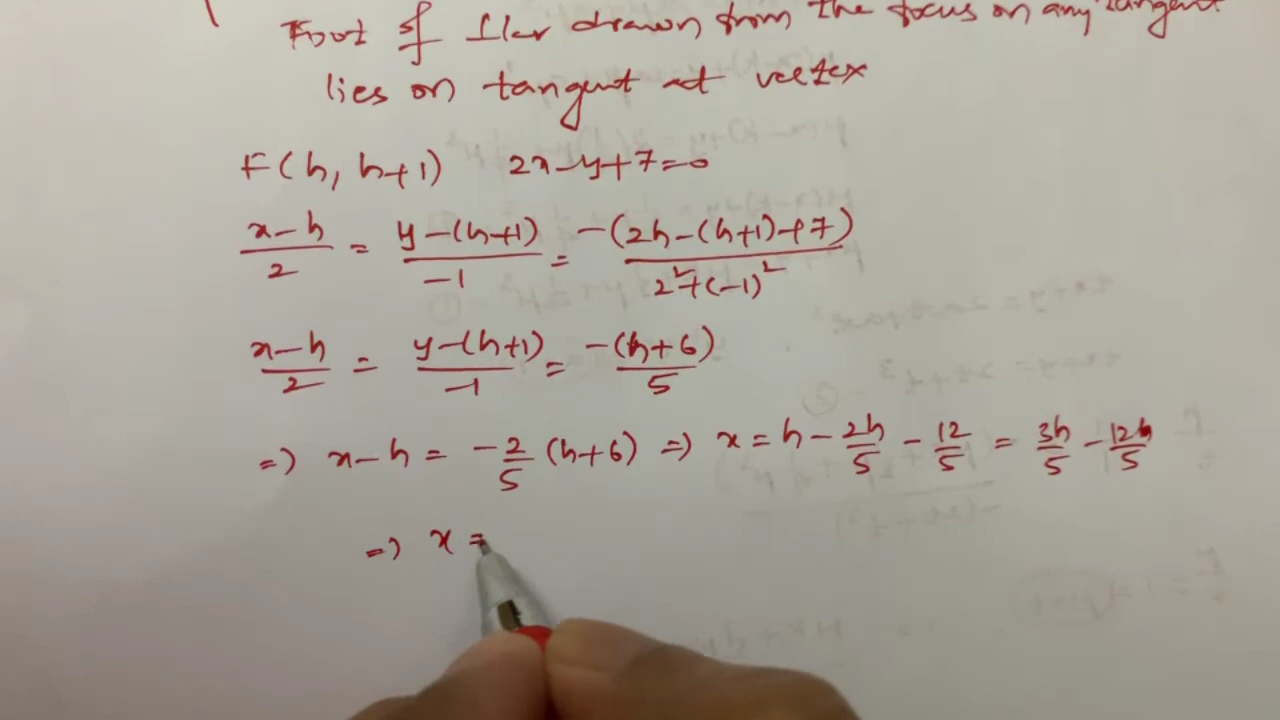 Foot of ⊥lar drawn from the focus on any tangent
lies on tangent at vertex
F(h, h+1) 2x-y+7=0
x-h/2 = y-(h+1)/-1 = -(2h-(h+1)+7)/2²+(-1)²
x-h/2 = y-(h+1)/-1 = -(h+6)/5
=) x-h = -2/5 (h+6) =) x = h - 2h/5 - 12/5 = 3h/5 - 12h/5
=) x =